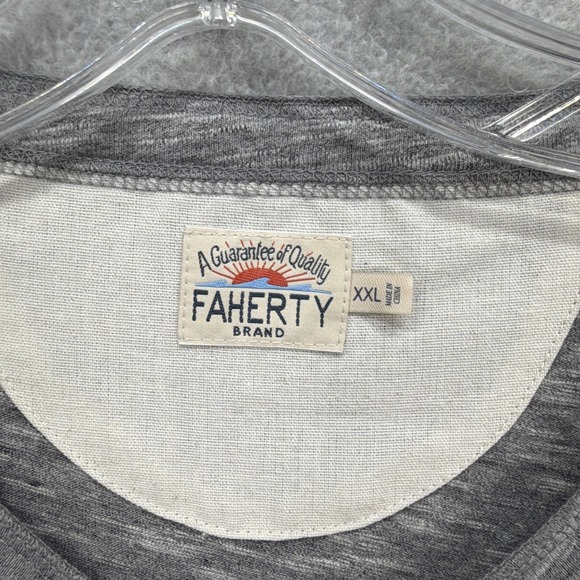 A Guarantee of Quality
FAHERTY
BRAND
XXL
MADE IN
CHINA